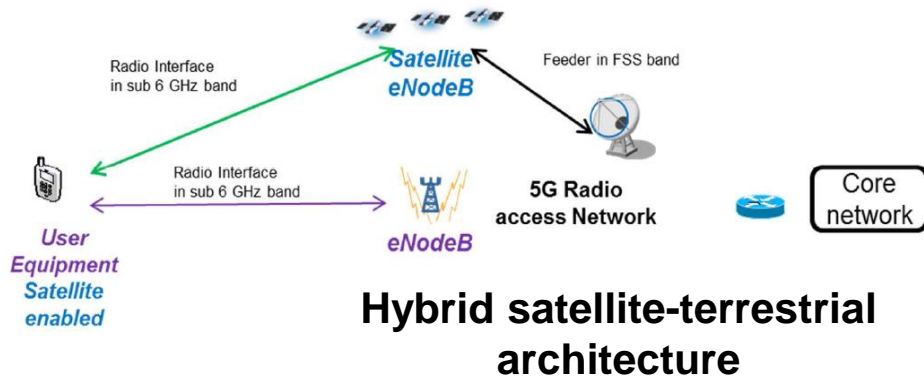 Radio Interface
in sub 6 GHz band
Satellite
eNodeB
Feeder in FSS band
Radio Interface
in sub 6 GHz band
User
Equipment
Satellite
enabled
eNodeB
5G Radio
access Network
Core
network
Hybrid satellite-terrestrial
architecture